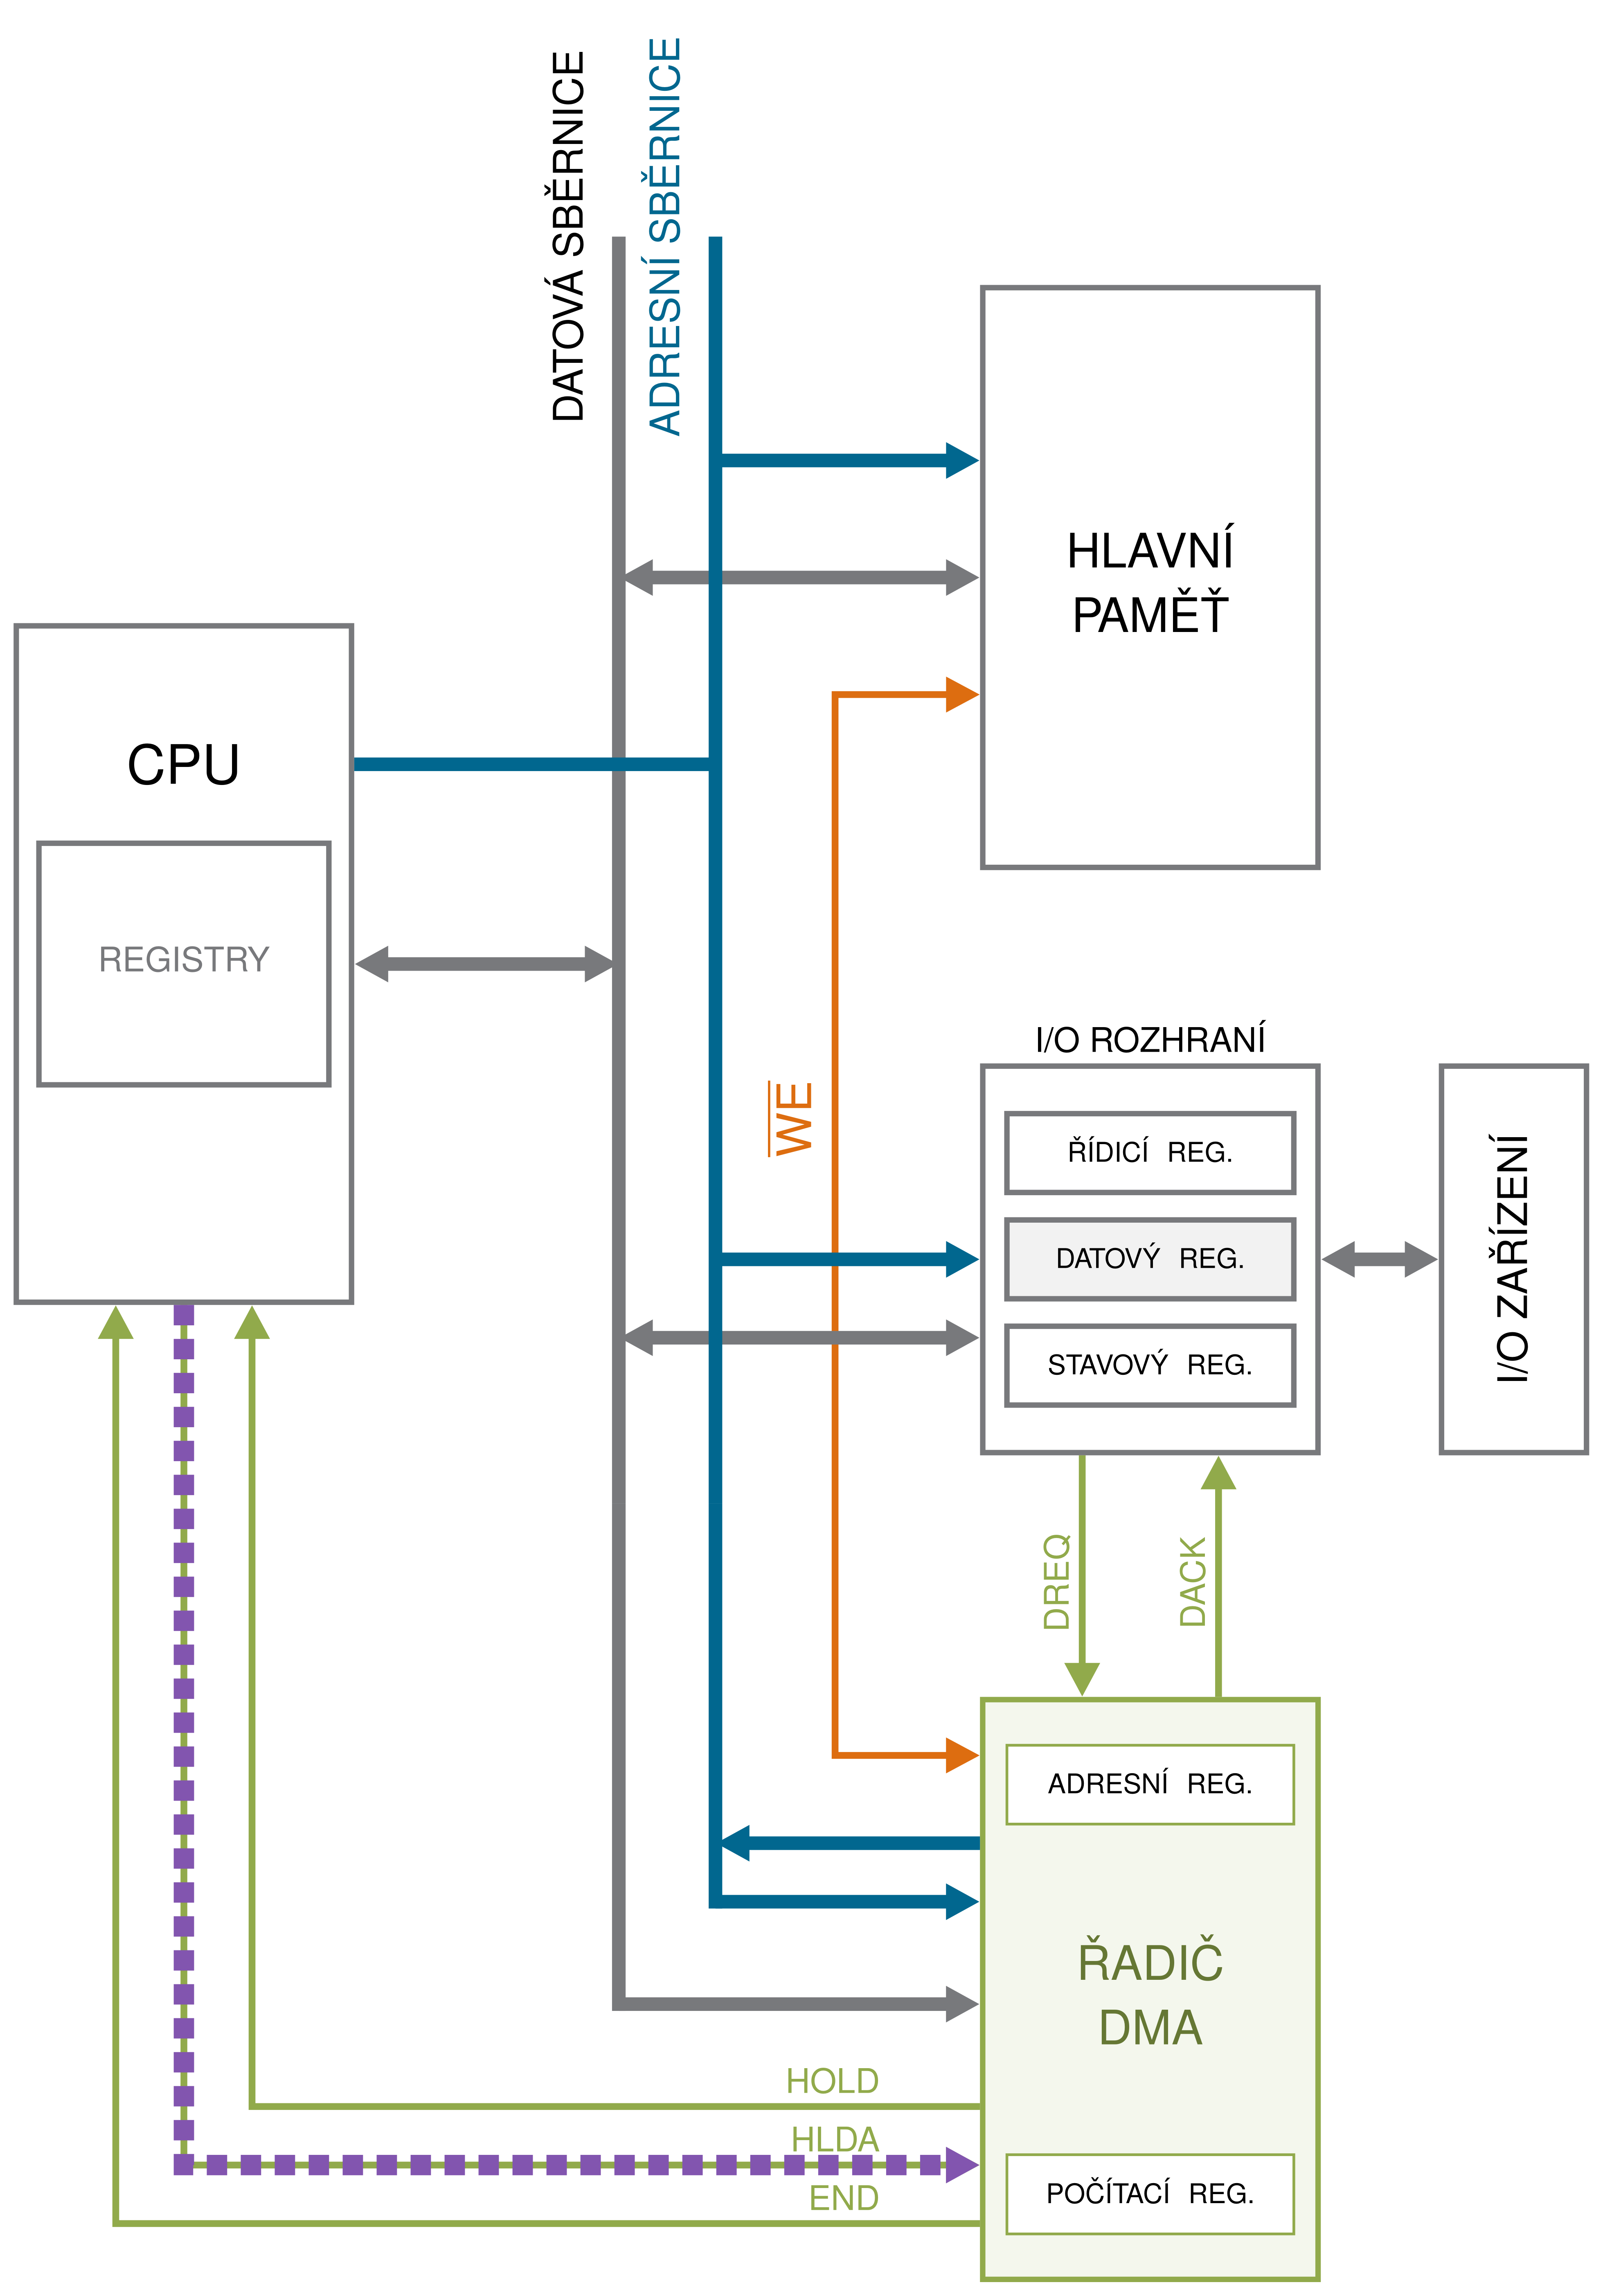 DATOVÁ SBĚRNICE
ADRESNÍ SBĚRNICE
HLAVNÍ
PAMĚŤ
CPU
REGISTRY
I/O ROZHRANÍ
WE
ŘÍDICÍ REG.
DATOVÝ REG.
STAVOVÝ REG.
I/O ZAŘÍZENÍ
DREQ
DACK
ADRESNÍ REG.
ŘADIČ
DMA
HOLD
HLDA
END
POČÍTACÍ REG.